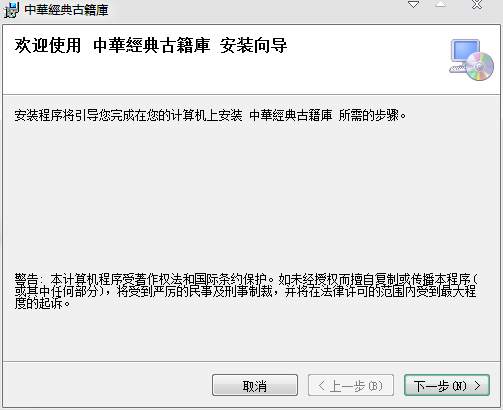 中華經典古籍庫
欢迎使用 中華經典古籍庫 安装向导
安装程序将引导您完成在您的计算机上安装 中華經典古籍庫 所需的步骤。
警告: 本计算机程序受著作权法和国际条约保护。如未经授权而擅自复制或传播本程序(
或其中任何部分)，将受到严厉的民事及刑事制裁，并将在法律许可的范围内受到最大程
度的起诉。
取消 < 上一步(B) 下一步(N) >